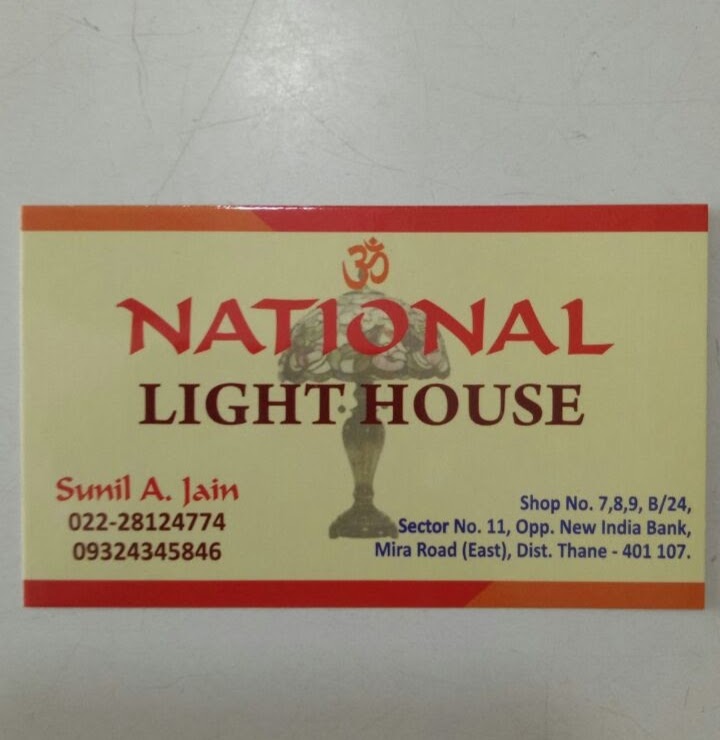 ॐ
NATIONAL
LIGHT HOUSE
Sunil A. Jain
022-28124774
09324345846
Shop No. 7,8,9, B/24,
Sector No. 11, Opp. New India Bank,
Mira Road (East), Dist. Thane - 401 107.